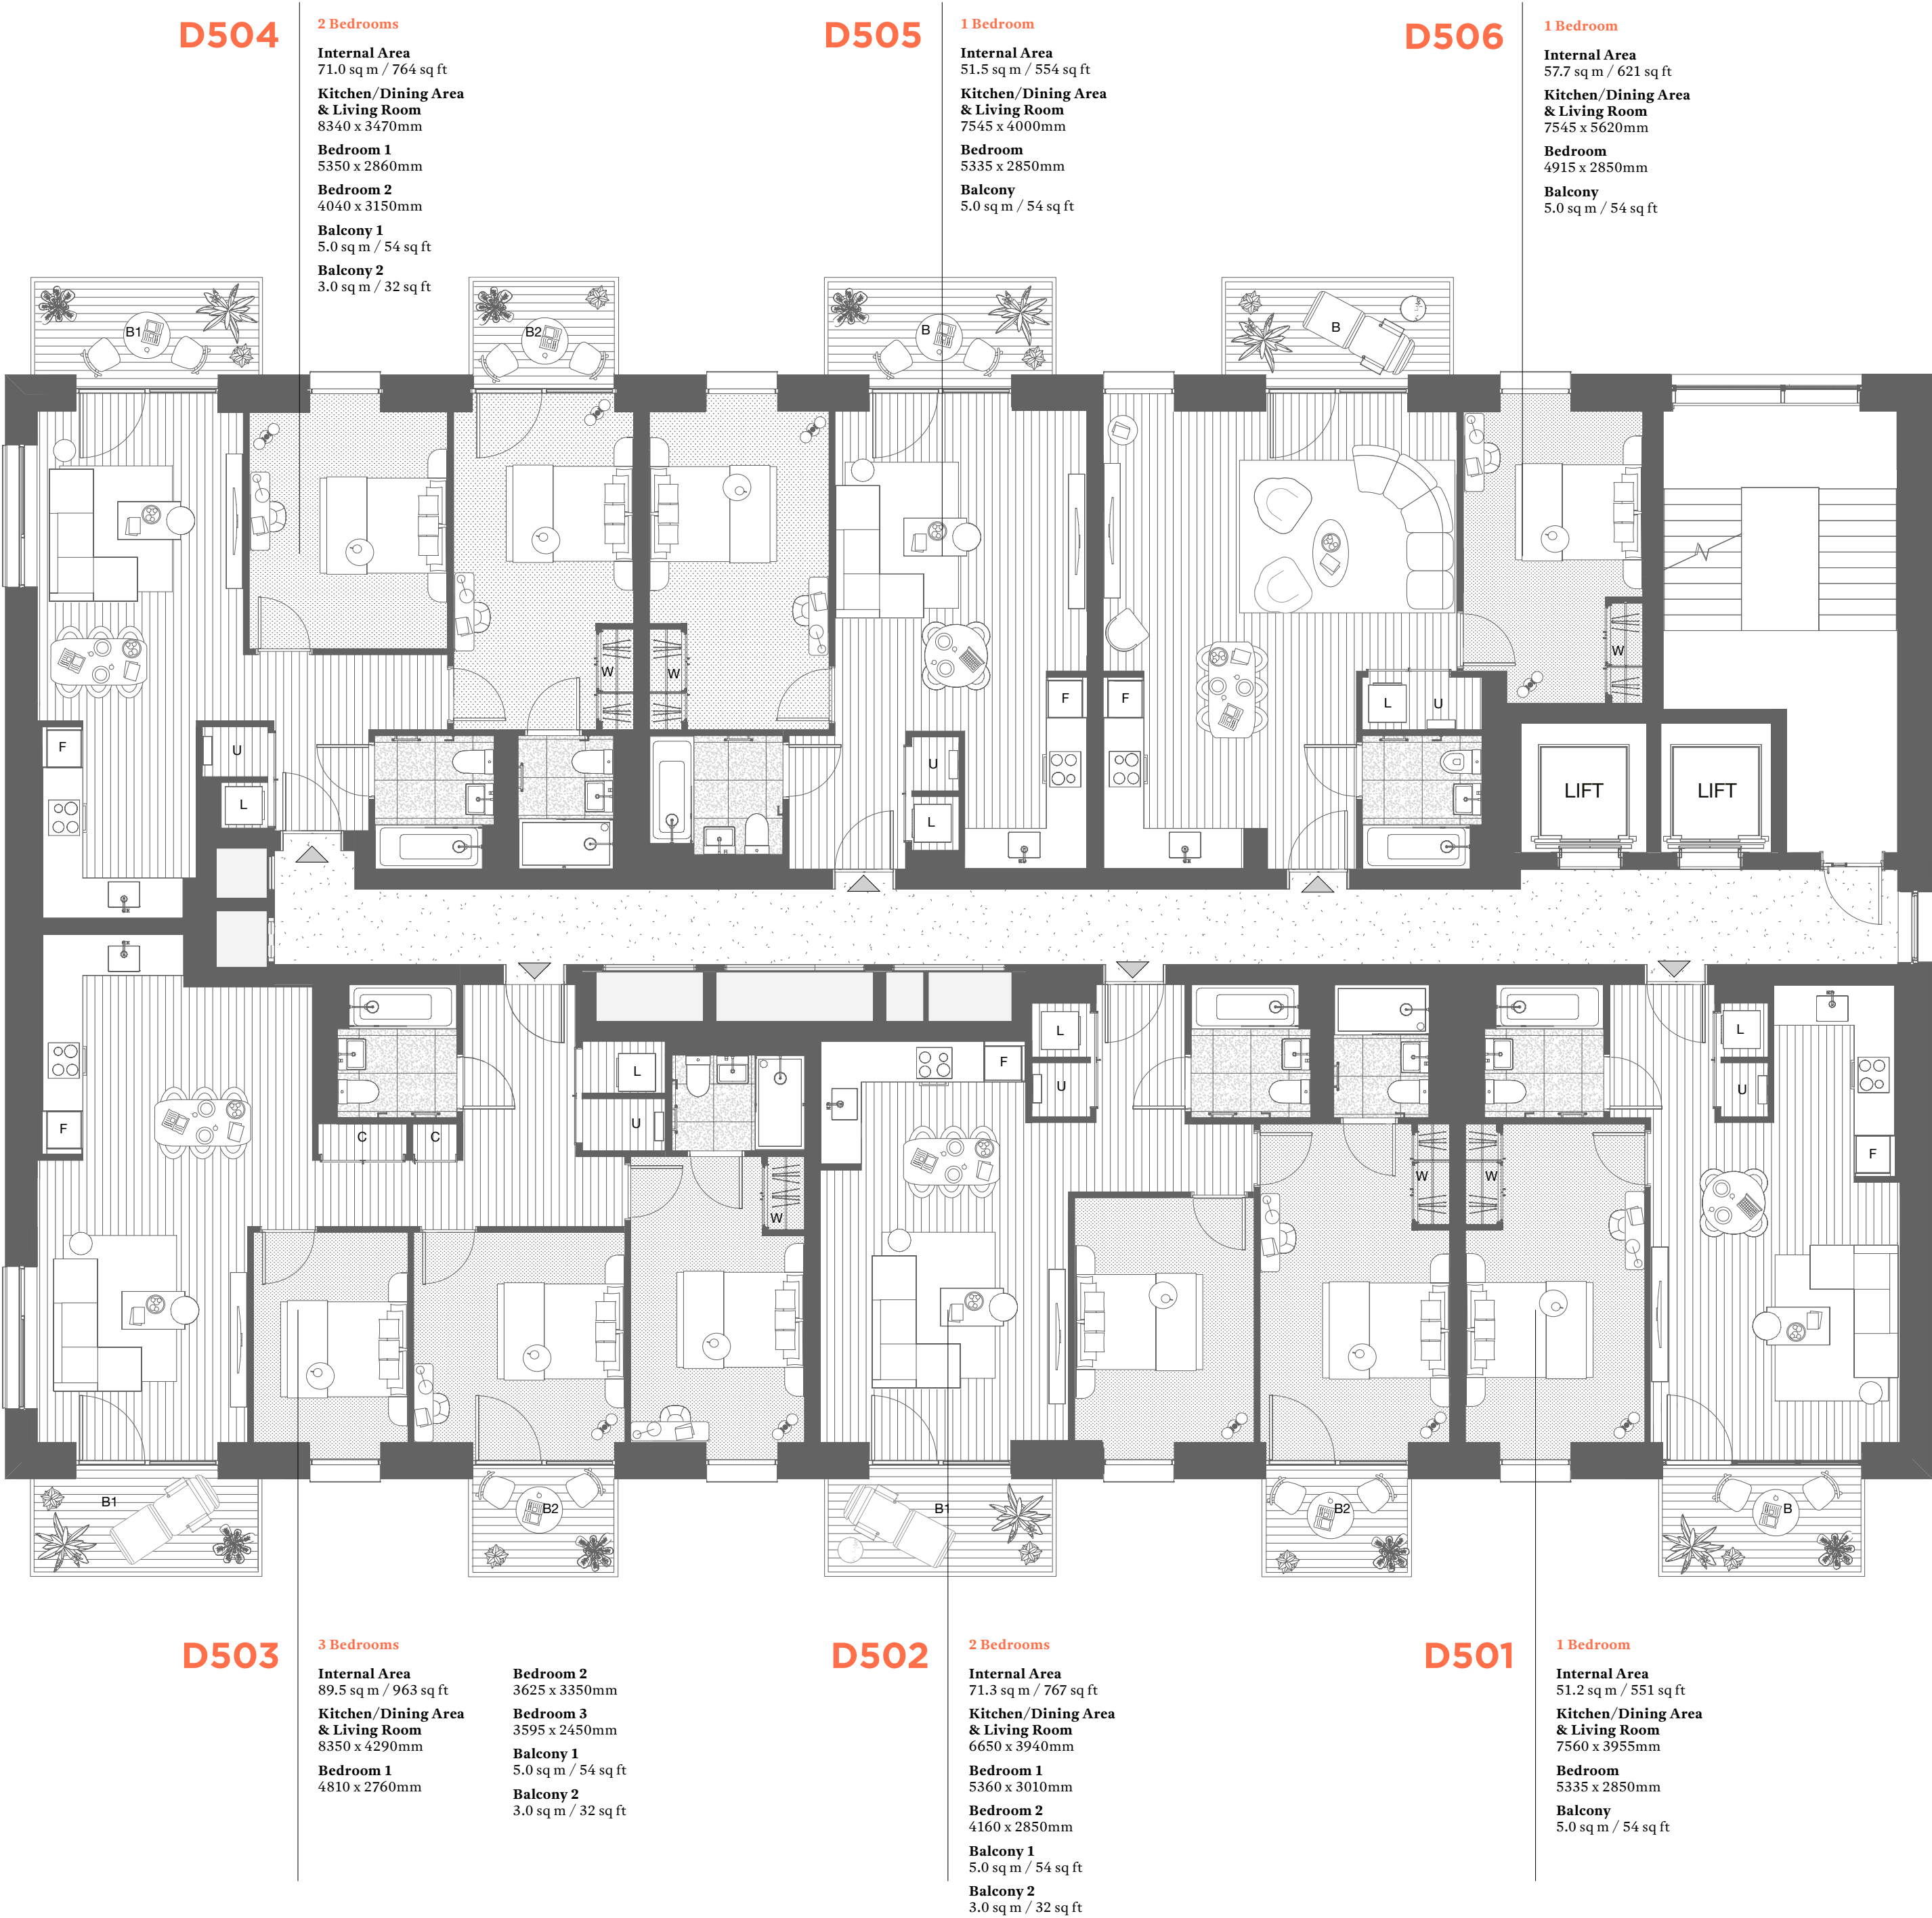 D504
2 Bedrooms
Internal Area
71.0 sq m / 764 sq ft
Kitchen/Dining Area
& Living Room
8340 x 3470mm
Bedroom 1
5350 x 2860mm
Bedroom 2
4040 x 3150mm
Balcony 1
5.0 sq m / 54 sq ft
Balcony 2
3.0 sq m / 32 sq ft
D505
1 Bedroom
Internal Area
51.5 sq m / 554 sq ft
Kitchen/Dining Area
& Living Room
7545 x 4000mm
Bedroom
5335 x 2850mm
Balcony
5.0 sq m / 54 sq ft
D506
1 Bedroom
Internal Area
57.7 sq m / 621 sq ft
Kitchen/Dining Area
& Living Room
7545 x 5620mm
Bedroom
4915 x 2850mm
Balcony
5.0 sq m / 54 sq ft
B1
B2
B
B
W
W
W
F
U
L
U
L
F
F
L
U
LIFT
LIFT
F
C
C
L
U
W
F
L
U
W
W
L
U
F
B1
B2
B1
B2
B
D503
3 Bedrooms
Internal Area
89.5 sq m / 963 sq ft
Kitchen/Dining Area
& Living Room
8350 x 4290mm
Bedroom 1
4810 x 2760mm
Bedroom 2
3625 x 3350mm
Bedroom 3
3595 x 2450mm
Balcony 1
5.0 sq m / 54 sq ft
Balcony 2
3.0 sq m / 32 sq ft
D502
2 Bedrooms
Internal Area
71.3 sq m / 767 sq ft
Kitchen/Dining Area
& Living Room
6650 x 3940mm
Bedroom 1
5360 x 3010mm
Bedroom 2
4160 x 2850mm
Balcony 1
5.0 sq m / 54 sq ft
Balcony 2
3.0 sq m / 32 sq ft
D501
1 Bedroom
Internal Area
51.2 sq m / 551 sq ft
Kitchen/Dining Area
& Living Room
7560 x 3955mm
Bedroom
5335 x 2850mm
Balcony
5.0 sq m / 54 sq ft